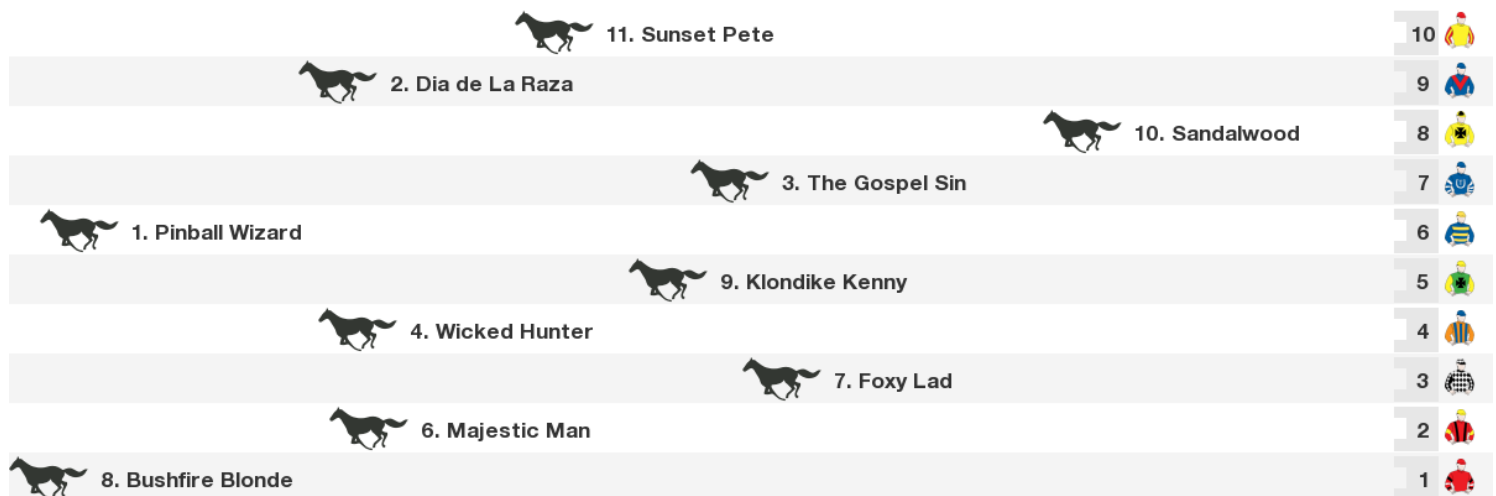 11. Sunset Pete 10
2. Dia de La Raza 9
10. Sandalwood 8
3. The Gospel Sin 7
1. Pinball Wizard 6
9. Klondike Kenny 5
4. Wicked Hunter 4
7. Foxy Lad 3
6. Majestic Man 2
8. Bushfire Blonde 1